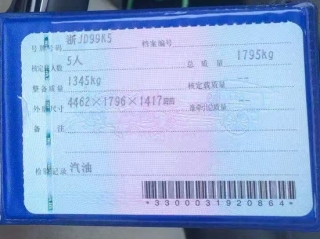 号牌号码 浙JD99K5 档案编号
核定载人数 5人 总质量 1795kg
整备质量 1345kg 核定载质量 --
外廓尺寸 4462×1796×1417mm 准牵引总质量 --
备注
检验记录 汽油
*3300031920864*